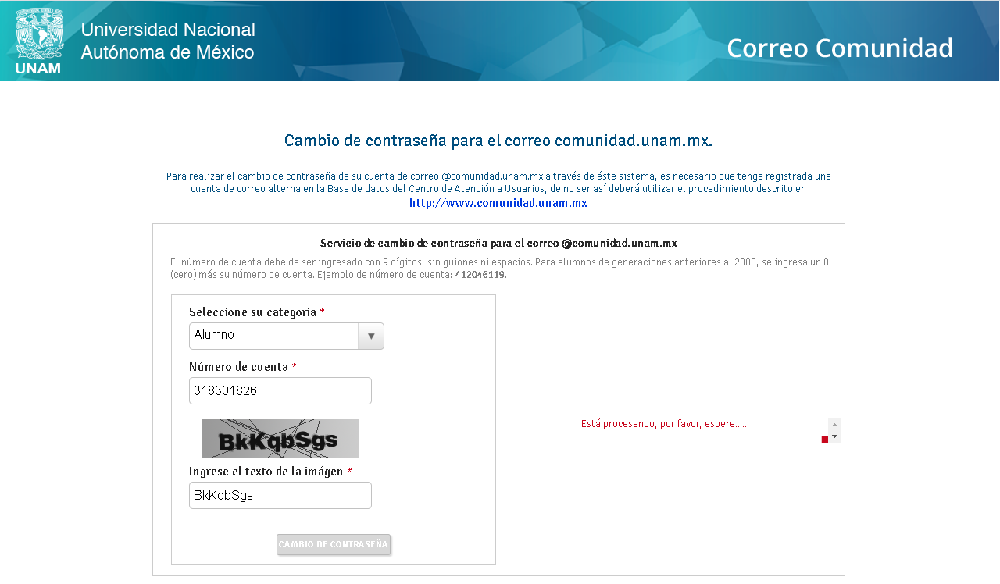 Universidad Nacional
Autónoma de México
UNAM
Correo Comunidad
Cambio de contraseña para el correo comunidad.unam.mx.
Para realizar el cambio de contraseña de su cuenta de correo @comunidad.unam.mx a través de éste sistema, es necesario que tenga registrada una
cuenta de correo alterna en la Base de datos del Centro de Atención a Usuarios, de no ser así deberá utilizar el procedimiento descrito en
http://www.comunidad.unam.mx
Servicio de cambio de contraseña para el correo @comunidad.unam.mx
El número de cuenta debe de ser ingresado con 9 dígitos, sin guiones ni espacios. Para alumnos de generaciones anteriores al 2000, se ingresa un 0
(cero) más su número de cuenta. Ejemplo de número de cuenta: 412046119.
Seleccione su categoria *
Alumno
Número de cuenta *
318301826
BkKqbSgs
Ingrese el texto de la imágen *
BkKqbSgs
CAMBIO DE CONTRASEÑA
Está procesando, por favor, espere.....